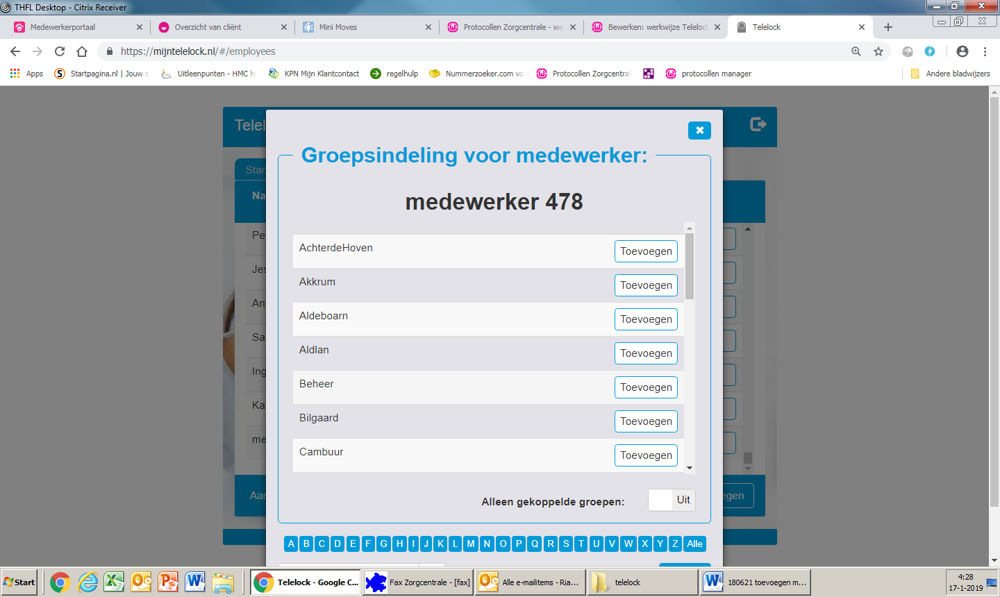 THFL Desktop - Citrix Receiver
Medewerkerportaal
Overzicht van cliënt
Mini Moves
Protocollen Zorgcentrale - we
Bewerken: werkwijze Telelock
Telelock
https://mijntelelock.nl/#/employees
Apps
Startpagina.nl | Jouw s
Uitleenpunten - HMC h
KPN Mijn Klantcontact
regelhulp
Nummerzoeker.com vo
Protocollen Zorgcentral
protocollen manager
Andere bladwijzers
Telel
Star
Na
Groepsindeling voor medewerker:
medewerker 478
Pe
AchterdeHoven Toevoegen
Jes
Akkrum Toevoegen
An
Aldeboarn Toevoegen
Sa
Aldlan Toevoegen
Ing
Beheer Toevoegen
Ka
Bilgaard Toevoegen
me
Cambuur Toevoegen
Aar
Alleen gekoppelde groepen: Uit
egen
A B C D E F G H I J K L M N O P Q R S T U V W X Y Z Alle
Start
Telelock - Google C...
Fax Zorgcentrale - [fax]
Alle e-mailitems - Ria...
telelock
180621 toevoegen m...
4:28
17-1-2019